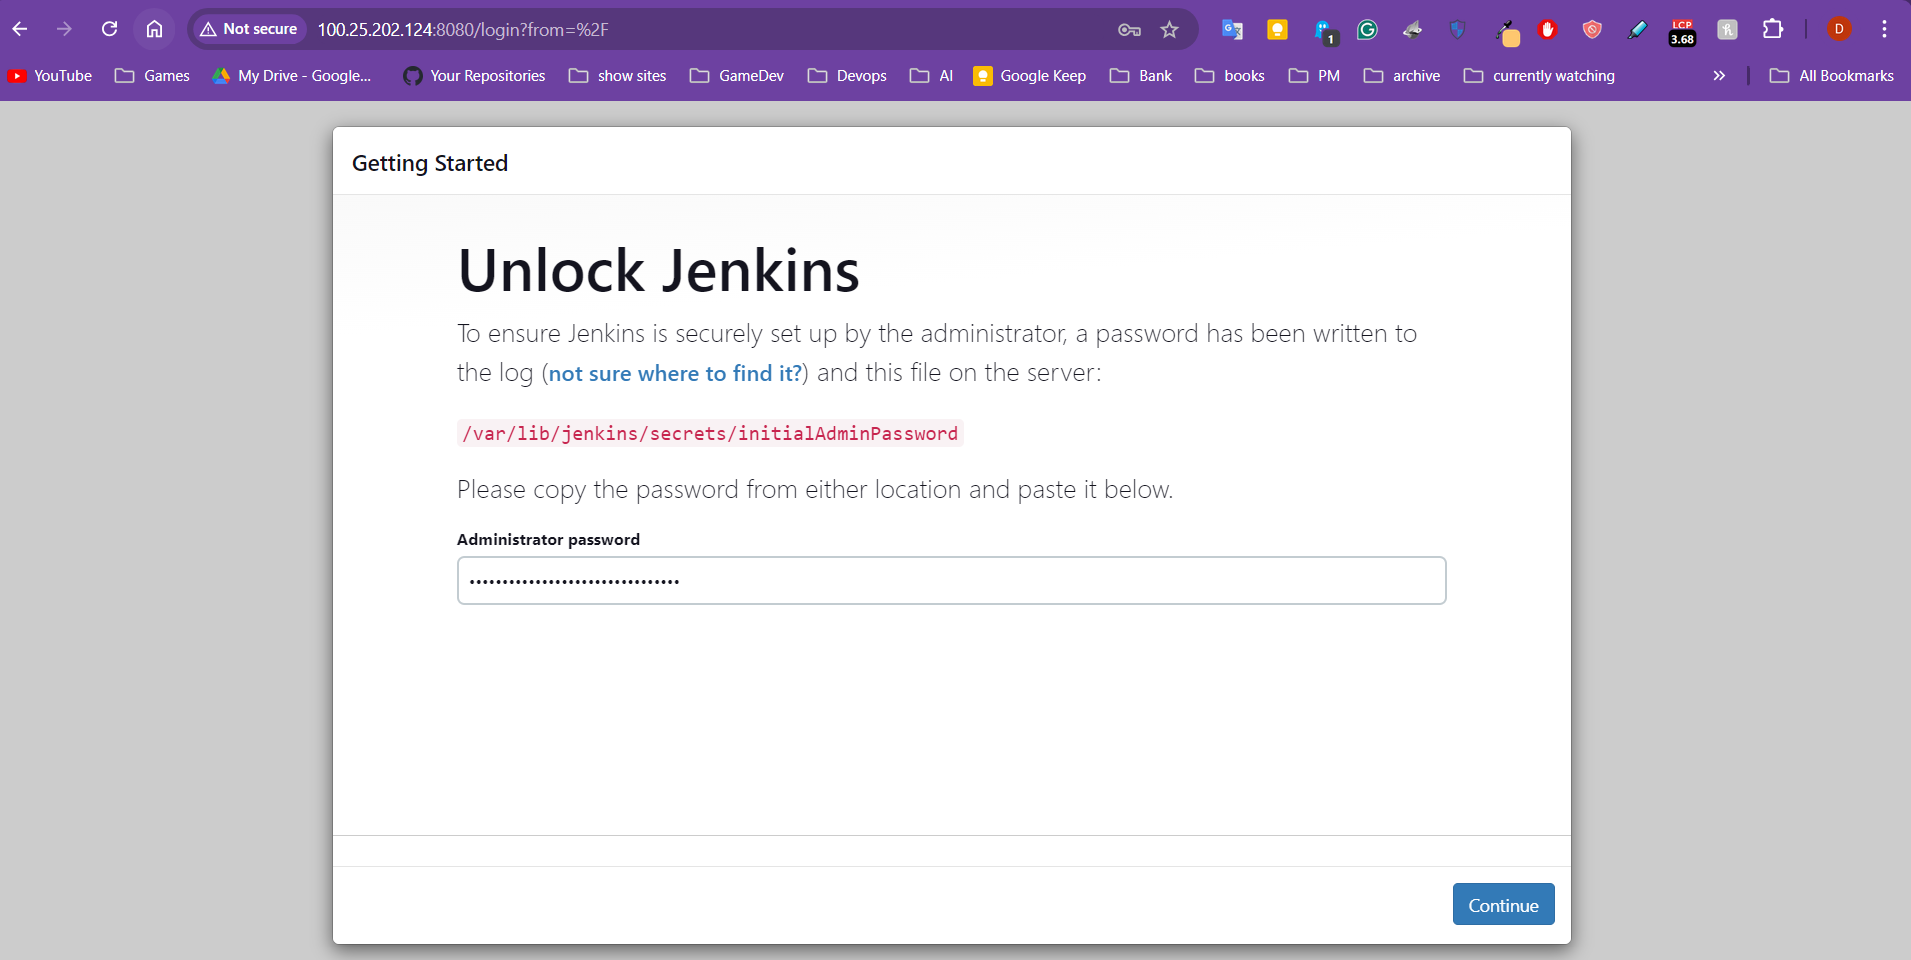 Not secure 100.25.202.124:8080/login?from=%2F 1 LCP 3.68 D
YouTube Games My Drive - Google... Your Repositories show sites GameDev Devops AI Google Keep Bank books PM archive currently watching » All Bookmarks
Getting Started
Unlock Jenkins
To ensure Jenkins is securely set up by the administrator, a password has been written to
the log (not sure where to find it?) and this file on the server:
/var/lib/jenkins/secrets/initialAdminPassword
Please copy the password from either location and paste it below.
Administrator password
••••••••••••••••••••••••••••••••
Continue